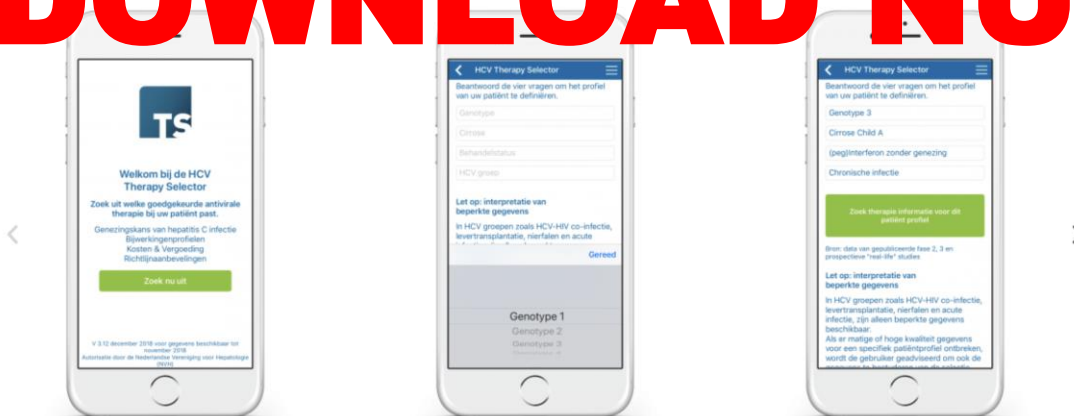 DOWNLOAD NU
TS
Welkom bij de HCV
Therapy Selector
Zoek uit welke goedgekeurde antivirale
therapie bij uw patiënt past.
Genezingskans van hepatitis C infectie
Bijwerkingenprofielen
Kosten & Vergoeding
Richtlijnaanbevelingen
Zoek nu uit
V 3.12 december 2018 voor gegevens beschikbaar tot
november 2018
Autorisatie door de Nederlandse Vereniging voor Hepatologie
(NVH)
HCV Therapy Selector
Beantwoord de vier vragen om het profiel
van uw patiënt te definiëren.
Genotype
Cirrose
Behandelstatus
HCV groep
Let op: interpretatie van
beperkte gegevens
In HCV groepen zoals HCV-HIV co-infectie,
levertransplantatie, nierfalen en acute
Gereed
Genotype 1
Genotype 2
Genotype 3
HCV Therapy Selector
Beantwoord de vier vragen om het profiel
van uw patiënt te definiëren.
Genotype 3
Cirrose Child A
(peg)interferon zonder genezing
Chronische infectie
Zoek therapie informatie voor dit
patiënt profiel
Bron: data van gepubliceerde fase 2, 3 en
prospectieve "real-life" studies
Let op: interpretatie van
beperkte gegevens
In HCV groepen zoals HCV-HIV co-infectie,
levertransplantatie, nierfalen en acute
infectie, zijn alleen beperkte gegevens
beschikbaar.
Als er matige of hoge kwaliteit gegevens
voor een specifiek patiëntprofiel ontbreken,
wordt de gebruiker geadviseerd om ook de